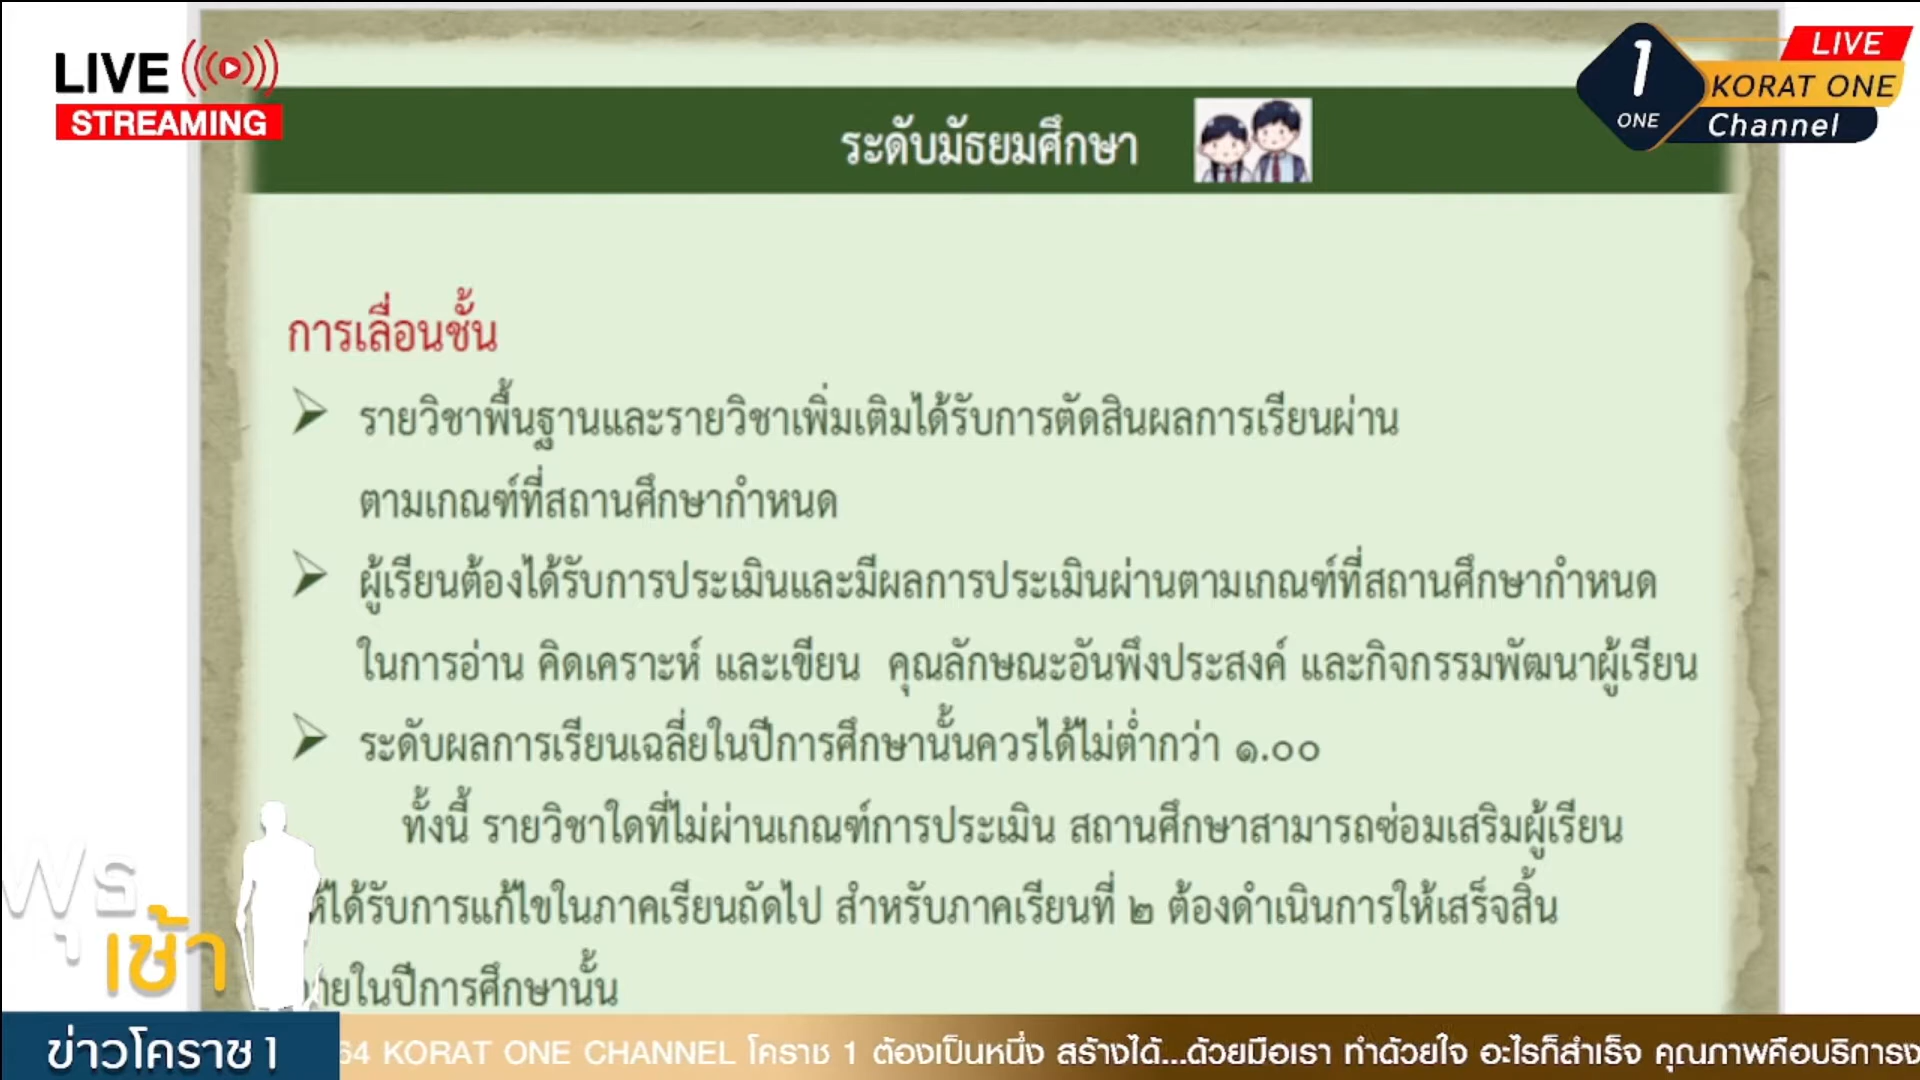 LIVE
STREAMING
1
ONE
LIVE
KORAT ONE
Channel
ระดับมัธยมศึกษา
การเลื่อนชั้น
รายวิชาพื้นฐานและรายวิชาเพิ่มเติมได้รับการตัดสินผลการเรียนผ่าน
ตามเกณฑ์ที่สถานศึกษากำหนด
ผู้เรียนต้องได้รับการประเมินและมีผลการประเมินผ่านตามเกณฑ์ที่สถานศึกษากำหนด
ในการอ่าน คิดเคราะห์ และเขียน คุณลักษณะอันพึงประสงค์ และกิจกรรมพัฒนาผู้เรียน
ระดับผลการเรียนเฉลี่ยในปีการศึกษานั้นควรได้ไม่ต่ำกว่า ๑.๐๐
ทั้งนี้ รายวิชาใดที่ไม่ผ่านเกณฑ์การประเมิน สถานศึกษาสามารถซ่อมเสริมผู้เรียน
ได้รับการแก้ไขในภาคเรียนถัดไป สำหรับภาคเรียนที่ ๒ ต้องดำเนินการให้เสร็จสิ้น
ในปีการศึกษานั้น
พุธ
เช้า
ข่าวโคราช 1
64 KORAT ONE CHANNEL โคราช 1 ต้องเป็นหนึ่ง สร้างได้...ด้วยมือเรา ทำด้วยใจ อะไรก็สำเร็จ คุณภาพคือบริการ